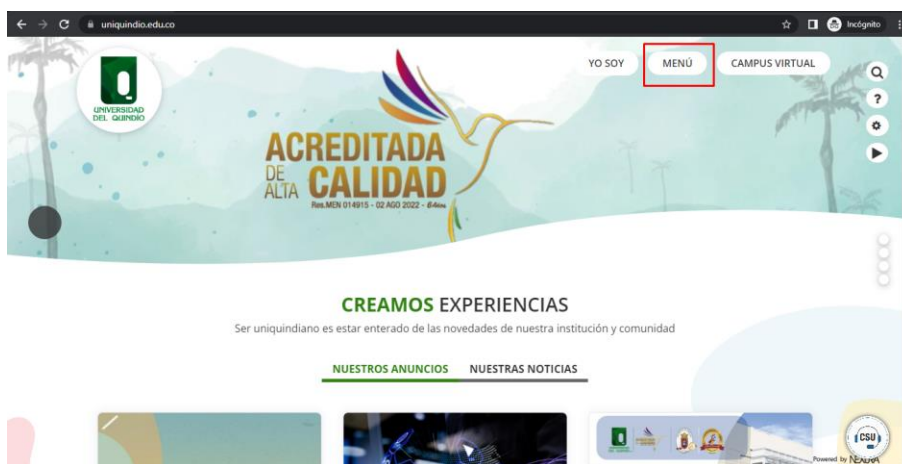 uniquindio.edu.co
Incógnito
YO SOY
MENÚ
CAMPUS VIRTUAL
UNIVERSIDAD
DEL QUINDÍO
?
ACREDITADA
DE
ALTA
CALIDAD
Res.MEN 014915 - 02 AGO 2022 -
CREAMOS EXPERIENCIAS
Ser uniquindiano es estar enterado de las novedades de nuestra institución y comunidad
NUESTROS ANUNCIOS
NUESTRAS NOTICIAS
CSU
Powered by NEXURA